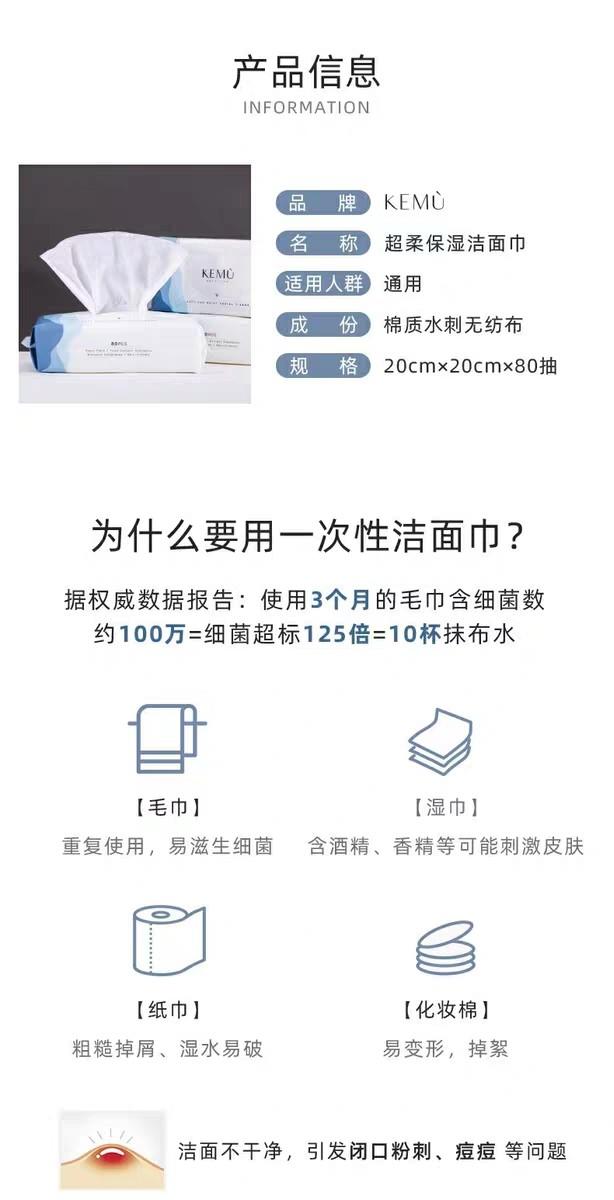 产品信息
INFORMATION
品 牌 KEMÙ
名 称 超柔保湿洁面巾
适用人群 通用
成 份 棉质水刺无纺布
规 格 20cm×20cm×80抽
KEMÙ
80PCS
为什么要用一次性洁面巾?
据权威数据报告：使用3个月的毛巾含细菌数
约100万=细菌超标125倍=10杯抹布水
【毛巾】
重复使用，易滋生细菌
【湿巾】
含酒精、香精等可能刺激皮肤
【纸巾】
粗糙掉屑、湿水易破
【化妆棉】
易变形，掉絮
洁面不干净，引发闭口粉刺、痘痘 等问题